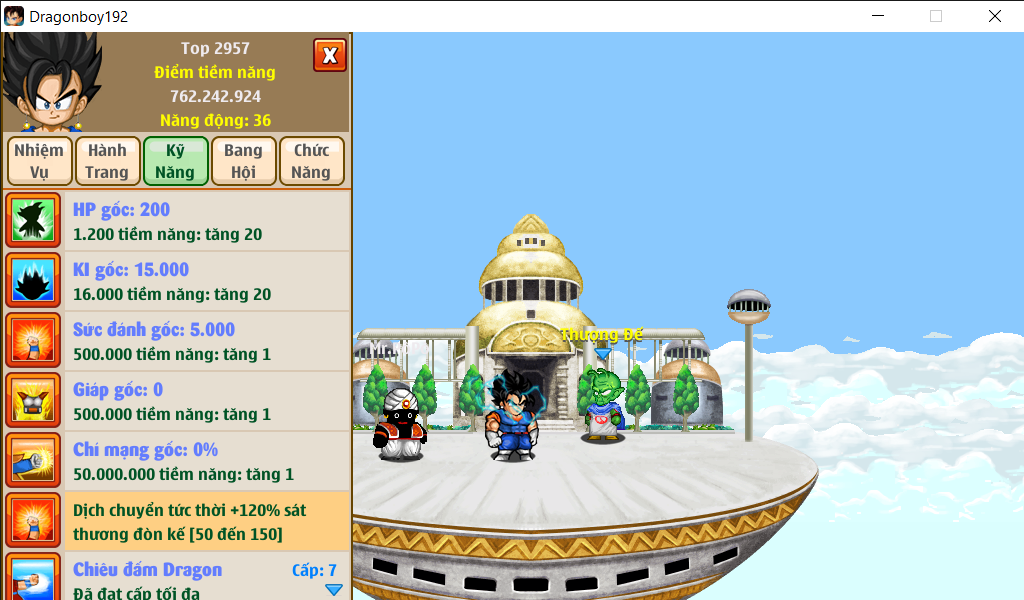 Dragonboy192
Top 2957
Điểm tiềm năng
762.242.924
Năng động: 36
X
Nhiệm Vụ
Hành Trang
Kỹ Năng
Bang Hội
Chức Năng
HP gốc: 200
1.200 tiềm năng: tăng 20
KI gốc: 15.000
16.000 tiềm năng: tăng 20
Sức đánh gốc: 5.000
500.000 tiềm năng: tăng 1
Giáp gốc: 0
500.000 tiềm năng: tăng 1
Chí mạng gốc: 0%
50.000.000 tiềm năng: tăng 1
Dịch chuyển tức thời +120% sát
thương đòn kế [50 đến 150]
Chiêu đấm Dragon Cấp: 7
Đã đạt cấp tối đa
Thượng Đế